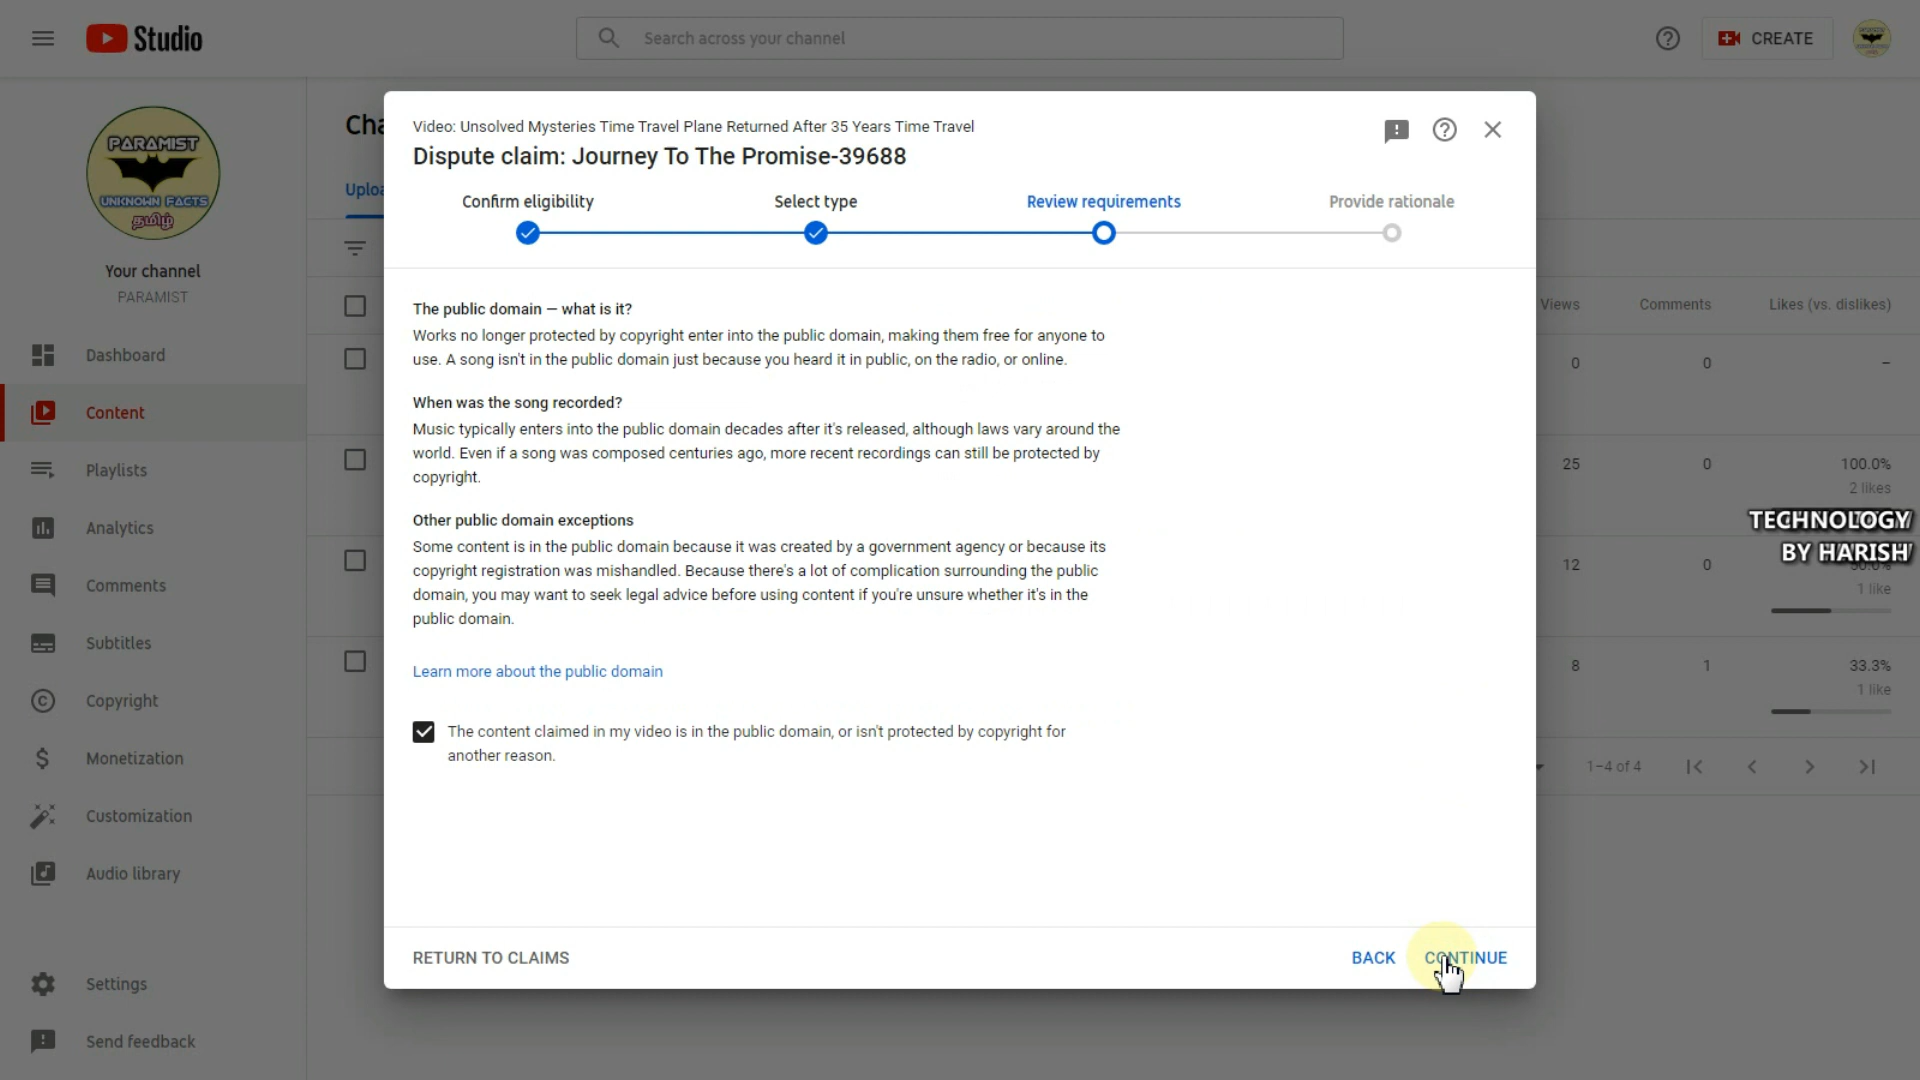 Studio
Search across your channel
CREATE
PARAMIST
UNKNOWN FACTS
தமிழ்
Your channel
PARAMIST
Dashboard
Content
Playlists
Analytics
Comments
Subtitles
Copyright
Monetization
Customization
Audio library
Settings
Send feedback
Cha
Uploa
Video: Unsolved Mysteries Time Travel Plane Returned After 35 Years Time Travel
Dispute claim: Journey To The Promise-39688
Confirm eligibility
Select type
Review requirements
Provide rationale
The public domain — what is it?
Works no longer protected by copyright enter into the public domain, making them free for anyone to
use. A song isn't in the public domain just because you heard it in public, on the radio, or online.
When was the song recorded?
Music typically enters into the public domain decades after it's released, although laws vary around the
world. Even if a song was composed centuries ago, more recent recordings can still be protected by
copyright.
Other public domain exceptions
Some content is in the public domain because it was created by a government agency or because its
copyright registration was mishandled. Because there's a lot of complication surrounding the public
domain, you may want to seek legal advice before using content if you're unsure whether it's in the
public domain.
Learn more about the public domain
The content claimed in my video is in the public domain, or isn't protected by copyright for
another reason.
RETURN TO CLAIMS
BACK
CONTINUE
Views
Comments
Likes (vs. dislikes)
0
0
–
25
0
100.0%
2 likes
TECHNOLOGY
BY HARISH
12
0
50.0%
1 like
8
1
33.3%
1 like
1–4 of 4